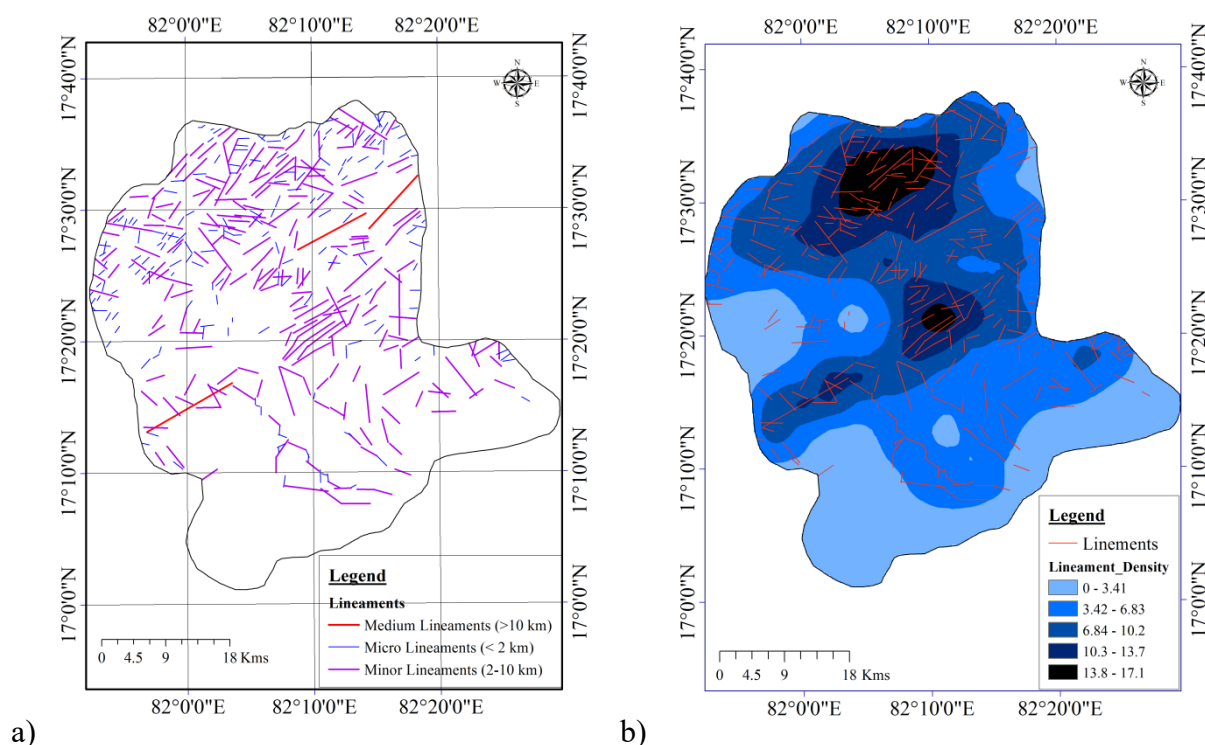 82°0'0"E 82°10'0"E 82°20'0"E
17°40'0"N 17°40'0"N
N
W E
S
17°30'0"N 17°30'0"N
17°20'0"N 17°20'0"N
17°10'0"N 17°10'0"N
17°0'0"N 17°0'0"N
Legend
Lineaments
Medium Lineaments (>10 km)
Micro Lineaments (< 2 km)
Minor Lineaments (2-10 km)
0 4.5 9 18 Kms
82°0'0"E 82°10'0"E 82°20'0"E
a)
82°0'0"E 82°10'0"E 82°20'0"E
17°40'0"N 17°40'0"N
N
W E
S
17°30'0"N 17°30'0"N
17°20'0"N 17°20'0"N
17°10'0"N 17°10'0"N
17°0'0"N 17°0'0"N
Legend
Linements
Lineament_Density
0 - 3.41
3.42 - 6.83
6.84 - 10.2
10.3 - 13.7
13.8 - 17.1
0 4.5 9 18 Kms
82°0'0"E 82°10'0"E 82°20'0"E
b)